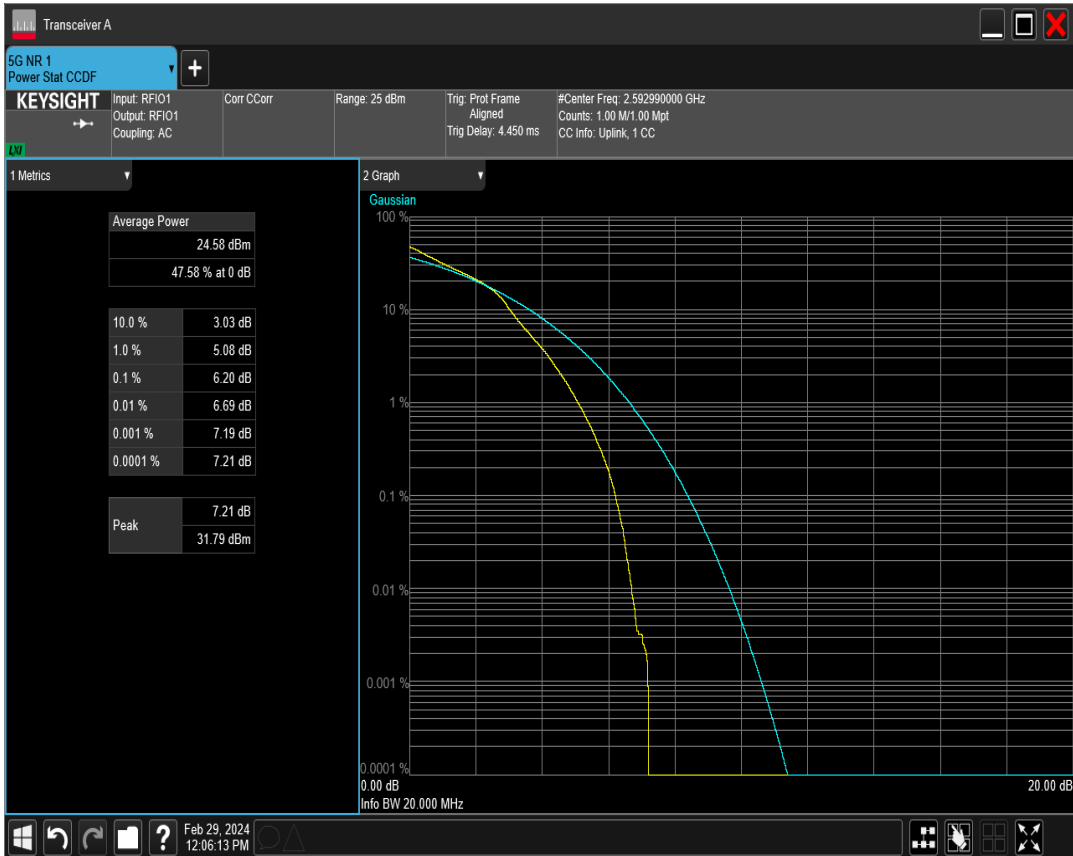 Transceiver A
5G NR 1
Power Stat CCDF
+
KEYSIGHT
LXI
Input: RFIO1
Output: RFIO1
Coupling: AC
Corr CCorr
Range: 25 dBm
Trig: Prot Frame
Aligned
Trig Delay: 4.450 ms
#Center Freq: 2.592990000 GHz
Counts: 1.00 M/1.00 Mpt
CC Info: Uplink, 1 CC
1 Metrics
Average Power
24.58 dBm
47.58 % at 0 dB
10.0 % 3.03 dB
1.0 % 5.08 dB
0.1 % 6.20 dB
0.01 % 6.69 dB
0.001 % 7.19 dB
0.0001 % 7.21 dB
Peak 7.21 dB
31.79 dBm
2 Graph
Gaussian
100 %
10 %
1 %
0.1 %
0.01 %
0.001 %
0.0001 %
0.00 dB 20.00 dB
Info BW 20.000 MHz
?
Feb 29, 2024
12:06:13 PM